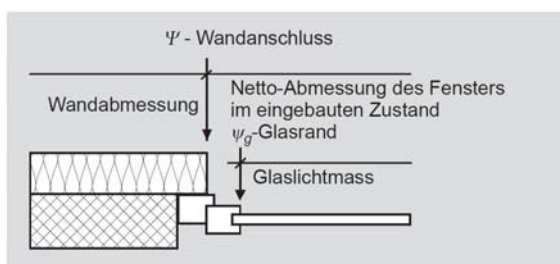 Ψ - Wandanschluss
Wandabmessung
Netto-Abmessung des Fensters
im eingebauten Zustand
ψg-Glasrand
Glaslichtmass